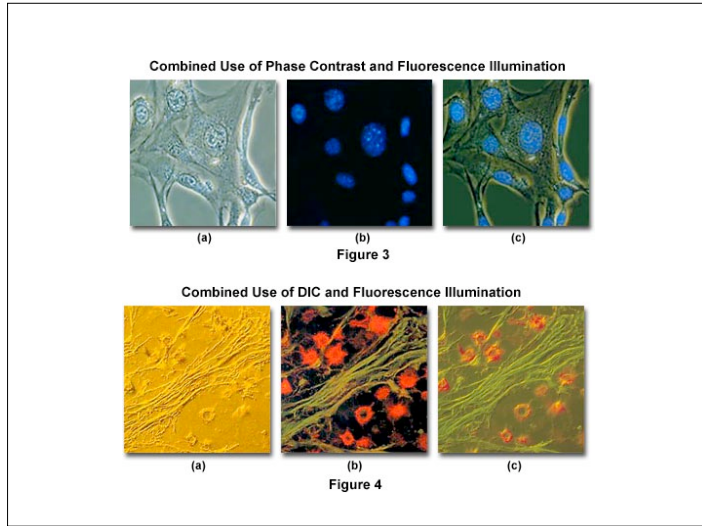 Combined Use of Phase Contrast and Fluorescence Illumination
(a) (b) (c)
Figure 3
Combined Use of DIC and Fluorescence Illumination
(a) (b) (c)
Figure 4